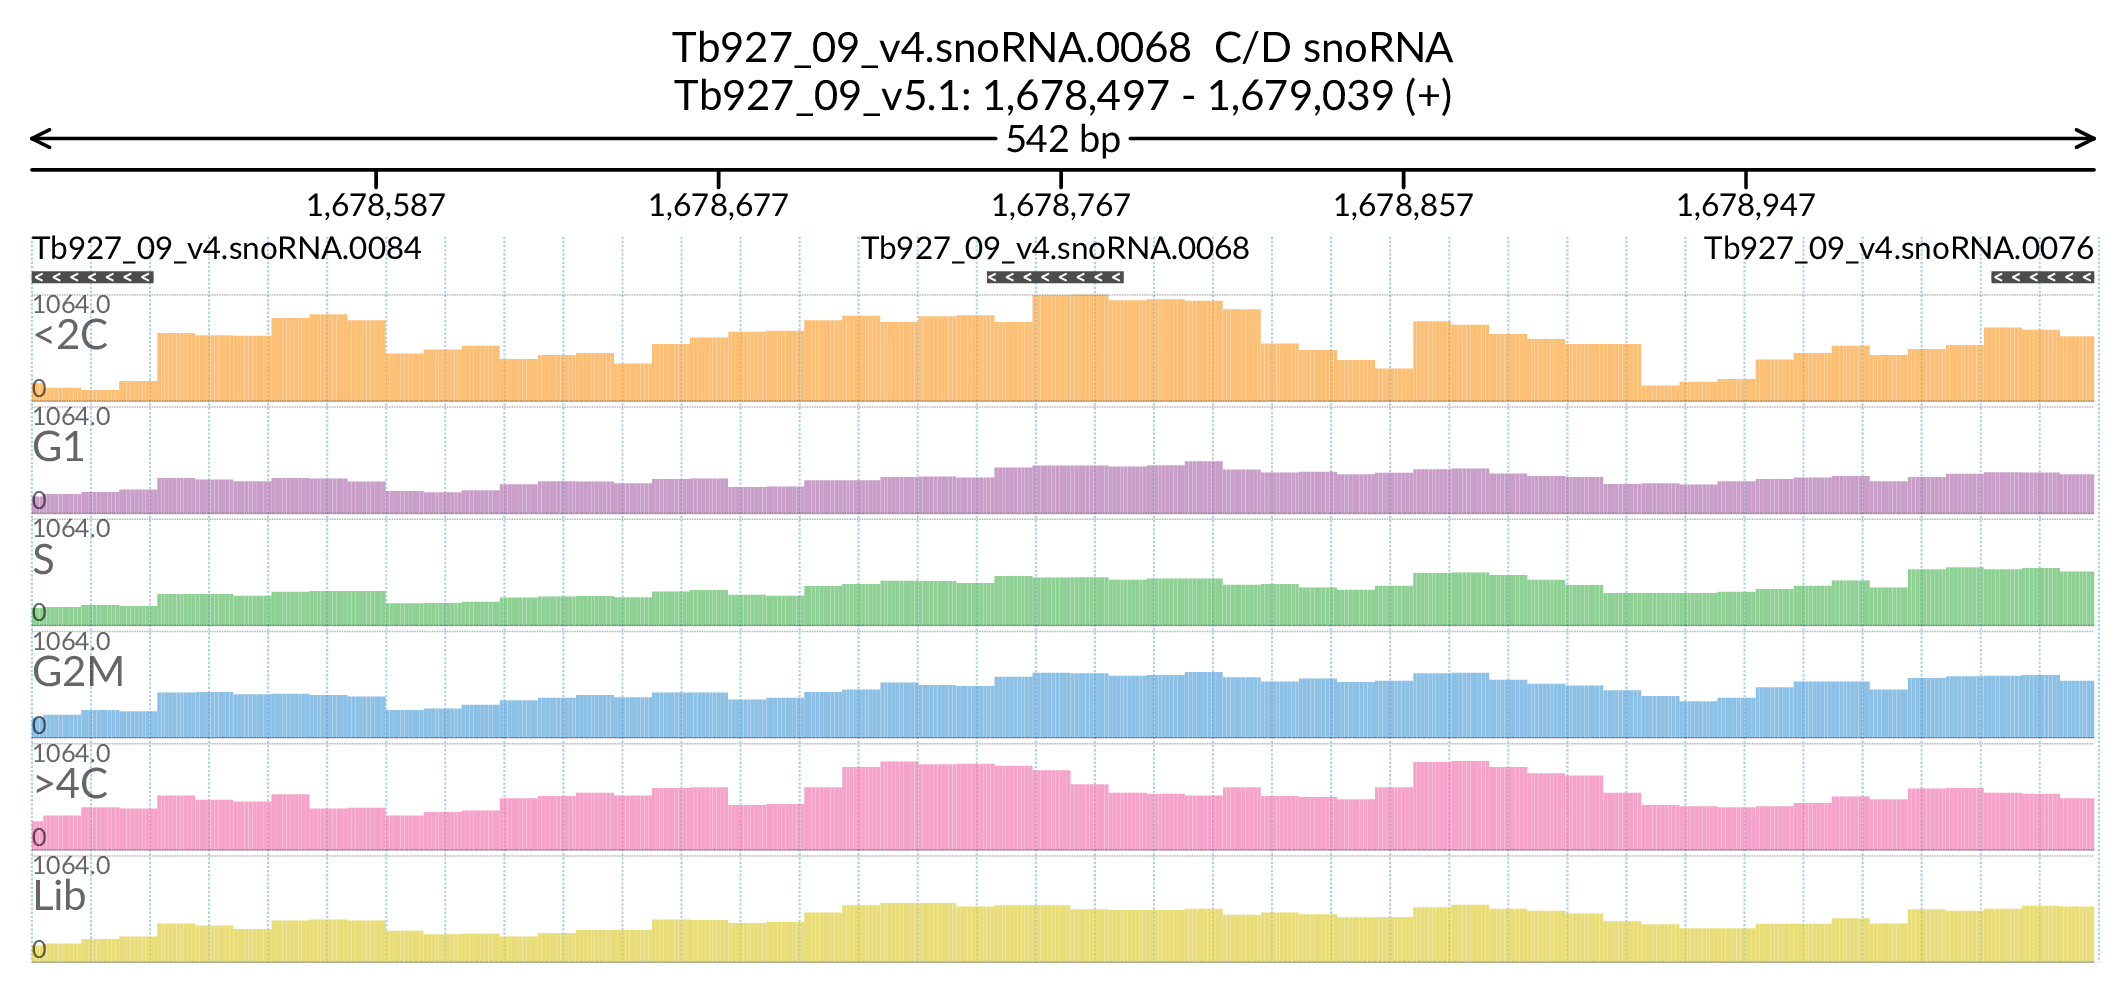 Tb927_09_v4.snoRNA.0068  C/D snoRNA
Tb927_09_v5.1: 1,678,497 - 1,679,039 (+)
542 bp
1,678,587 1,678,677 1,678,767 1,678,857 1,678,947
Tb927_09_v4.snoRNA.0084 Tb927_09_v4.snoRNA.0068 Tb927_09_v4.snoRNA.0076
1064.0
<2C
0
1064.0
G1
0
1064.0
S
0
1064.0
G2M
0
1064.0
>4C
0
1064.0
Lib
0